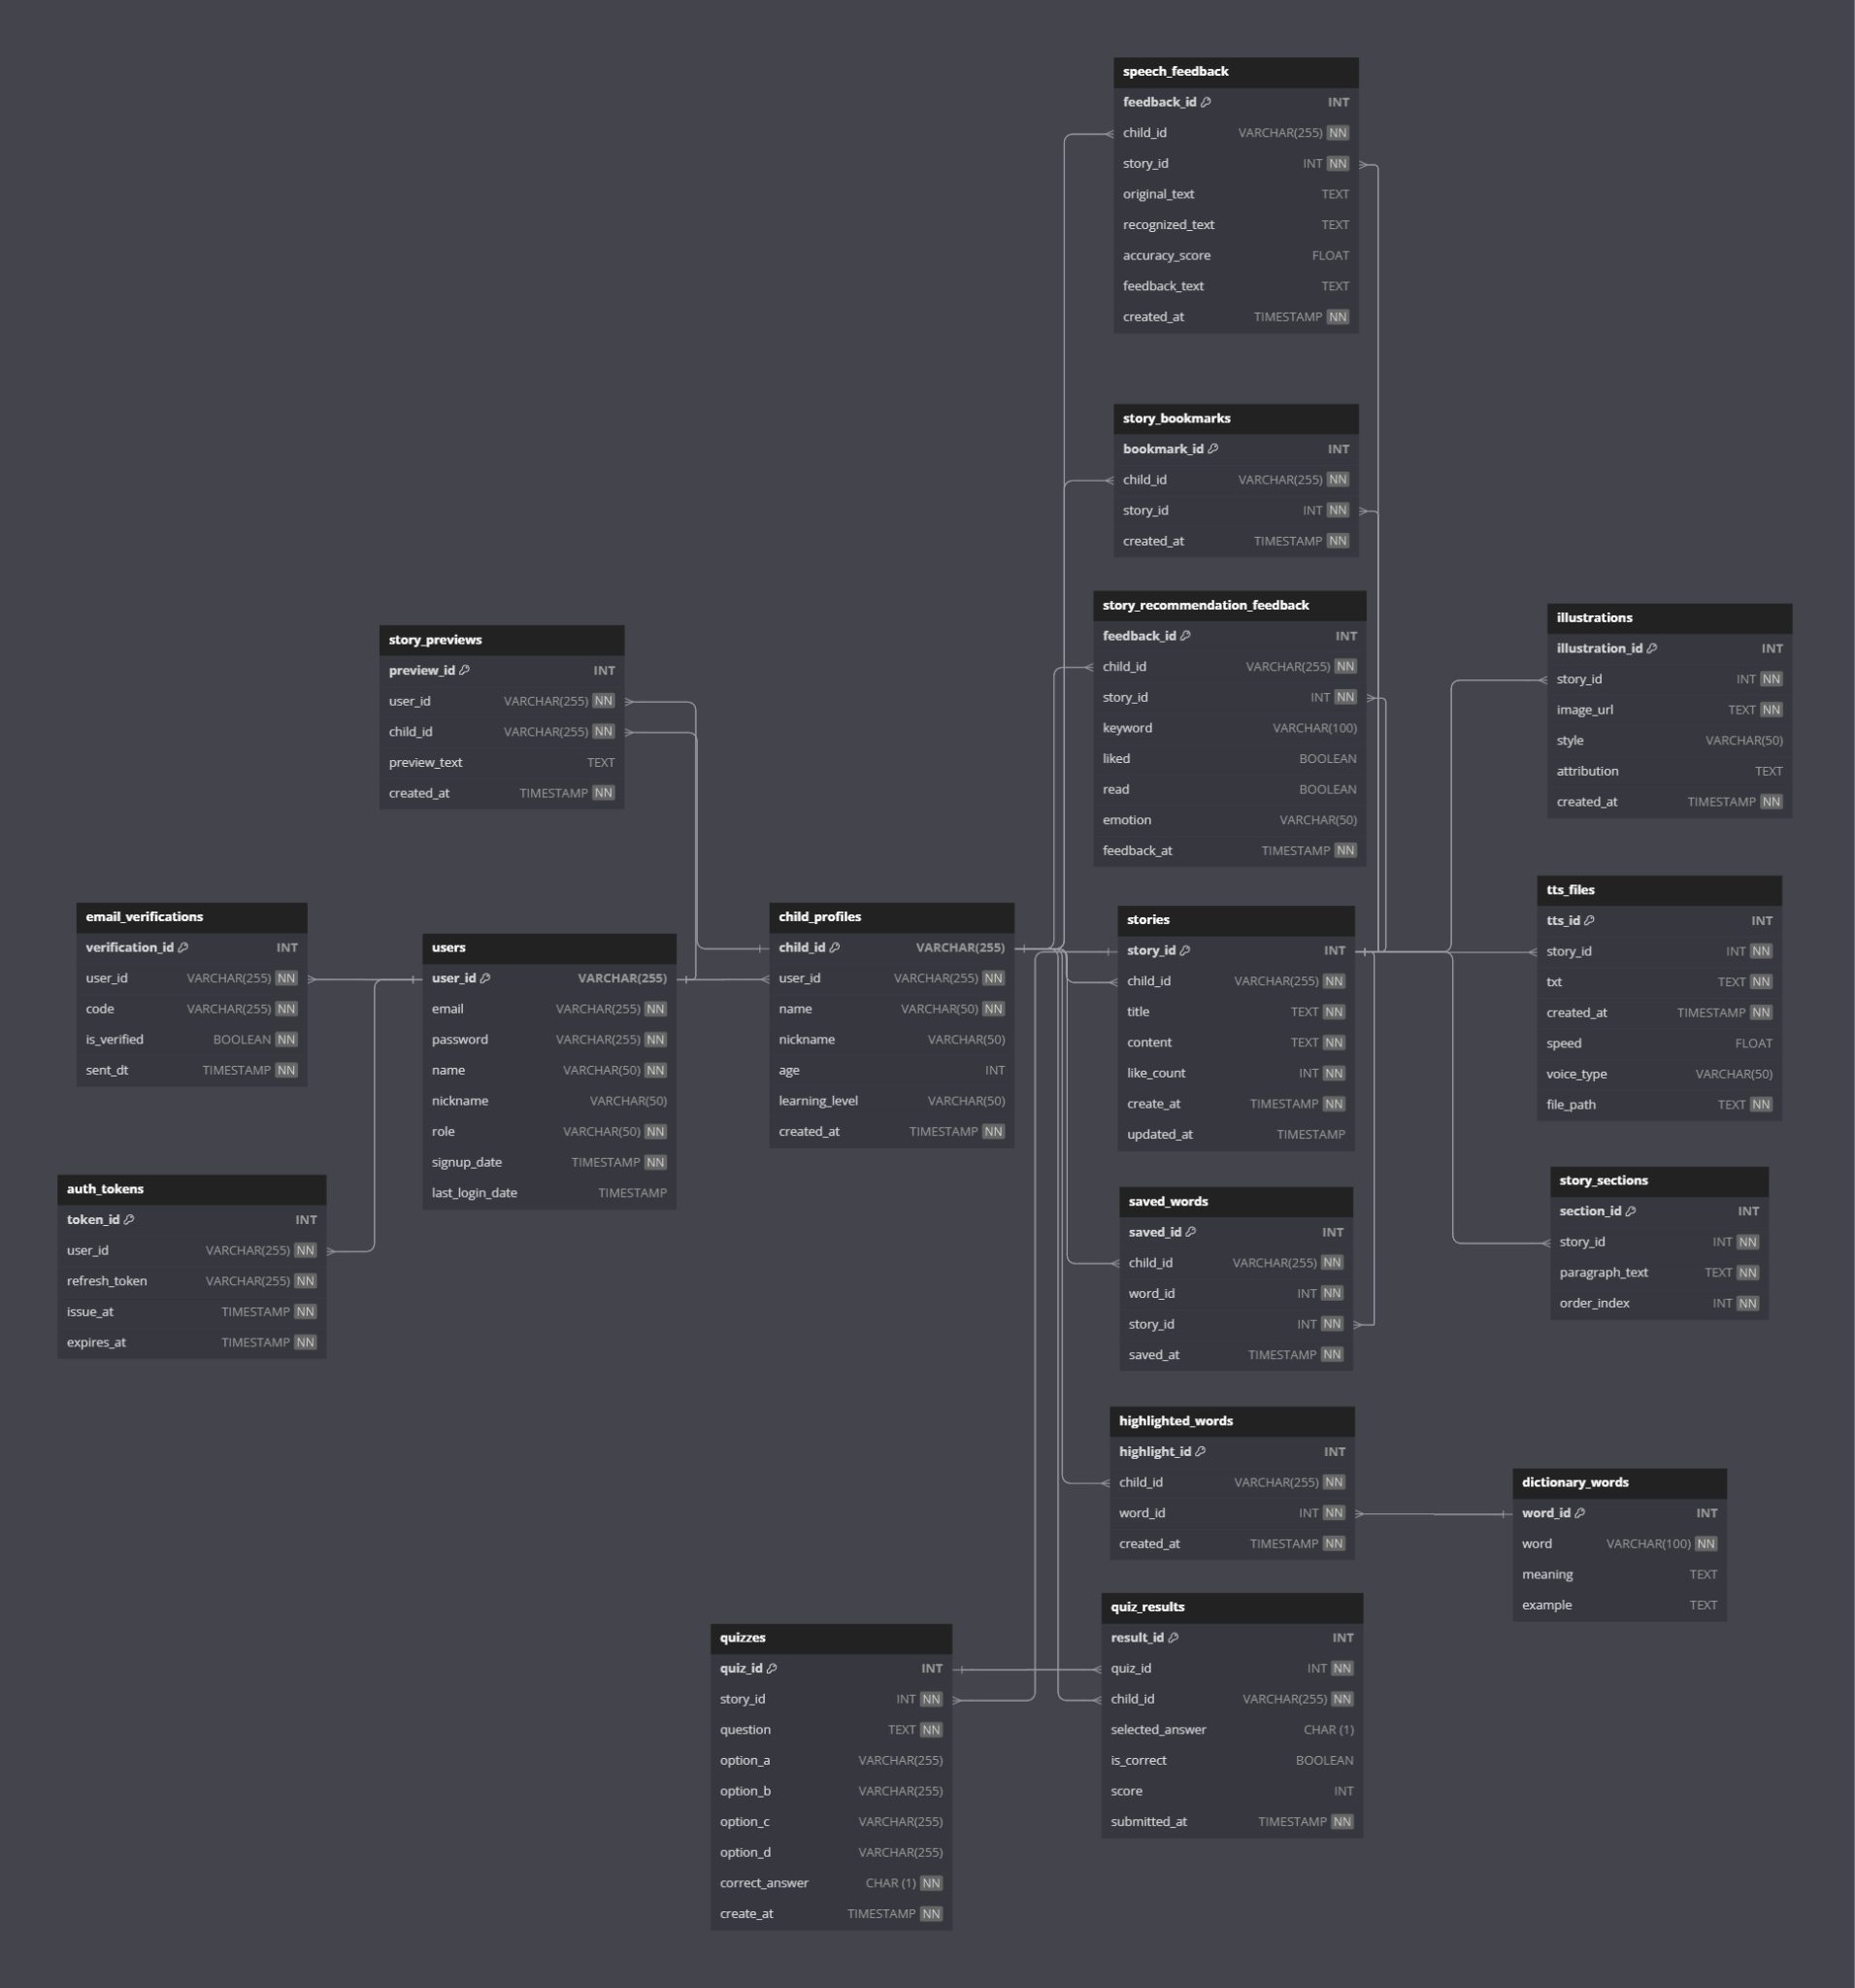 speech_feedback
feedback_id INT
child_id VARCHAR(255) NN
story_id INT NN
original_text TEXT
recognized_text TEXT
accuracy_score FLOAT
feedback_text TEXT
created_at TIMESTAMP NN
story_bookmarks
bookmark_id INT
child_id VARCHAR(255) NN
story_id INT NN
created_at TIMESTAMP NN
story_recommendation_feedback
feedback_id INT
child_id VARCHAR(255) NN
story_id INT NN
keyword VARCHAR(100)
liked BOOLEAN
read BOOLEAN
emotion VARCHAR(50)
feedback_at TIMESTAMP NN
illustrations
illustration_id INT
story_id INT NN
image_url TEXT NN
style VARCHAR(50)
attribution TEXT
created_at TIMESTAMP NN
story_previews
preview_id INT
user_id VARCHAR(255) NN
child_id VARCHAR(255) NN
preview_text TEXT
created_at TIMESTAMP NN
email_verifications
verification_id INT
user_id VARCHAR(255) NN
code VARCHAR(255) NN
is_verified BOOLEAN NN
sent_dt TIMESTAMP NN
users
user_id VARCHAR(255)
email VARCHAR(255) NN
password VARCHAR(255) NN
name VARCHAR(50) NN
nickname VARCHAR(50)
role VARCHAR(50) NN
signup_date TIMESTAMP NN
last_login_date TIMESTAMP
child_profiles
child_id VARCHAR(255)
user_id VARCHAR(255) NN
name VARCHAR(50) NN
nickname VARCHAR(50)
age INT
learning_level VARCHAR(50)
created_at TIMESTAMP NN
stories
story_id INT
child_id VARCHAR(255) NN
title TEXT NN
content TEXT NN
like_count INT NN
create_at TIMESTAMP NN
updated_at TIMESTAMP
tts_files
tts_id INT
story_id INT NN
txt TEXT NN
created_at TIMESTAMP NN
speed FLOAT
voice_type VARCHAR(50)
file_path TEXT NN
auth_tokens
token_id INT
user_id VARCHAR(255) NN
refresh_token VARCHAR(255) NN
issue_at TIMESTAMP NN
expires_at TIMESTAMP NN
saved_words
saved_id INT
child_id VARCHAR(255) NN
word_id INT NN
story_id INT NN
saved_at TIMESTAMP NN
story_sections
section_id INT
story_id INT NN
paragraph_text TEXT NN
order_index INT NN
highlighted_words
highlight_id INT
child_id VARCHAR(255) NN
word_id INT NN
created_at TIMESTAMP NN
dictionary_words
word_id INT
word VARCHAR(100) NN
meaning TEXT
example TEXT
quizzes
quiz_id INT
story_id INT NN
question TEXT NN
option_a VARCHAR(255)
option_b VARCHAR(255)
option_c VARCHAR(255)
option_d VARCHAR(255)
correct_answer CHAR (1) NN
create_at TIMESTAMP NN
quiz_results
result_id INT
quiz_id INT NN
child_id VARCHAR(255) NN
selected_answer CHAR (1)
is_correct BOOLEAN
score INT
submitted_at TIMESTAMP NN